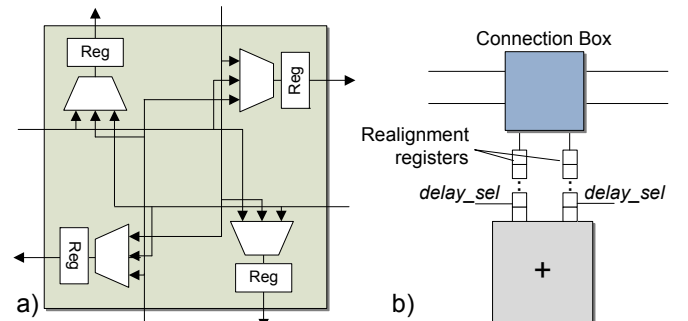 Reg
Reg
Reg
Reg
a)
Connection Box
Realignment
registers
delay_sel
delay_sel
+
b)